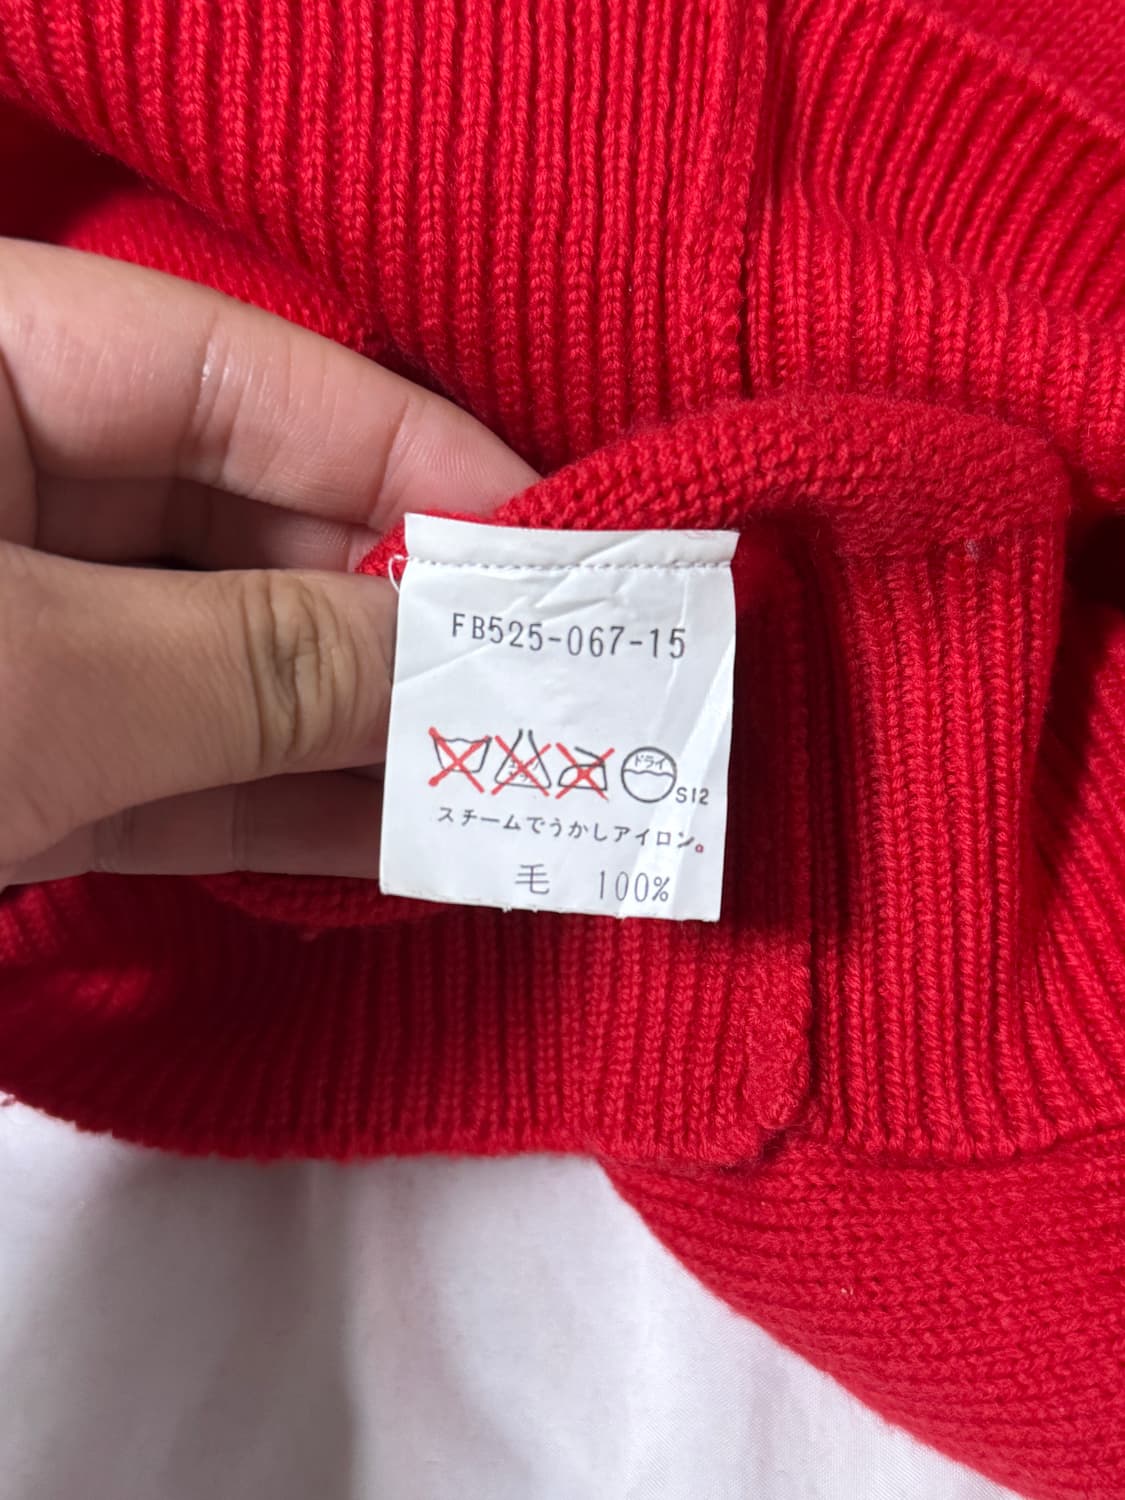 FB525-067-15
ドライ
S12
スチームでうかしアイロン。
毛 100%